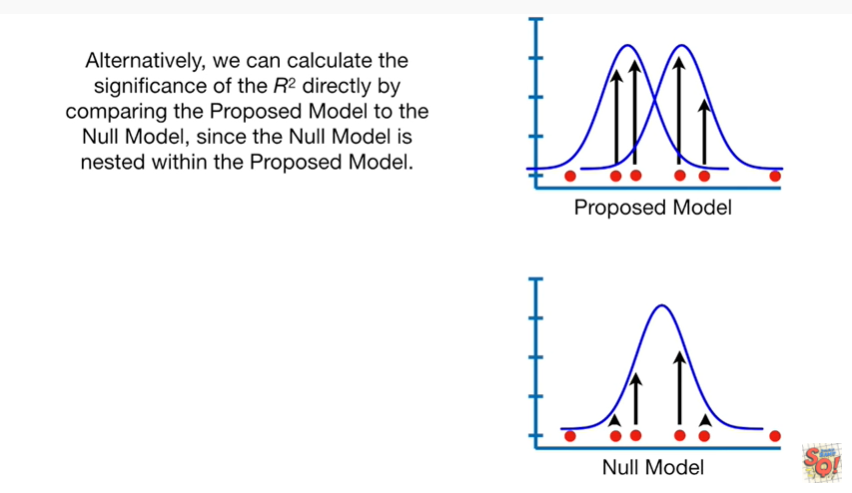 Alternatively, we can calculate the
significance of the R² directly by
comparing the Proposed Model to the
Null Model, since the Null Model is
nested within the Proposed Model.
Proposed Model
Null Model
SQ!